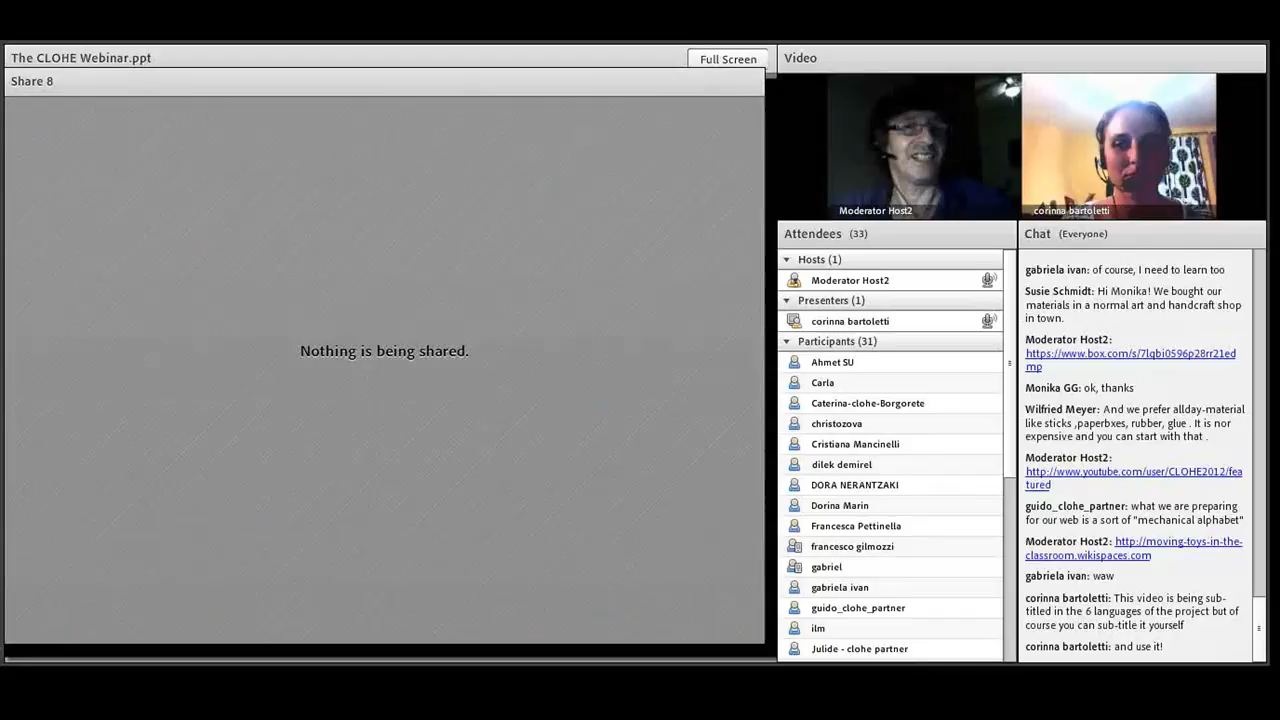 The CLOHE Webinar.ppt
Full Screen
Share 8
Nothing is being shared.
Video
Moderator Host2
corinna bartoletti
Attendees (33)
Hosts (1)
Moderator Host2
Presenters (1)
corinna bartoletti
Participants (31)
Ahmet SU
Carla
Caterina-clohe-Borgorete
christozova
Cristiana Mancinelli
dilek demirel
DORA NERANTZAKI
Dorina Marin
Francesca Pettinella
francesco gilmozzi
gabriel
gabriela ivan
guido_clohe_partner
ilm
Julide - clohe partner
Chat (Everyone)
gabriela ivan: of course, I need to learn too
Susie Schmidt: Hi Monika! We bought our
materials in a normal art and handcraft shop
in town.
Moderator Host2:
https://www.box.com/s/7lqbi0596p28rr21ed
mp
Monika GG: ok, thanks
Wilfried Meyer: And we prefer allday-material
like sticks ,paperbxes, rubber, glue . It is nor
expensive and you can start with that .
Moderator Host2:
http://www.youtube.com/user/CLOHE2012/fea
tured
guido_clohe_partner: what we are preparing
for our web is a sort of "mechanical alphabet"
Moderator Host2: http://moving-toys-in-the-
classroom.wikispaces.com
gabriela ivan: waw
corinna bartoletti: This video is being sub-
titled in the 6 languages of the project but of
course you can sub-title it yourself
corinna bartoletti: and use it!